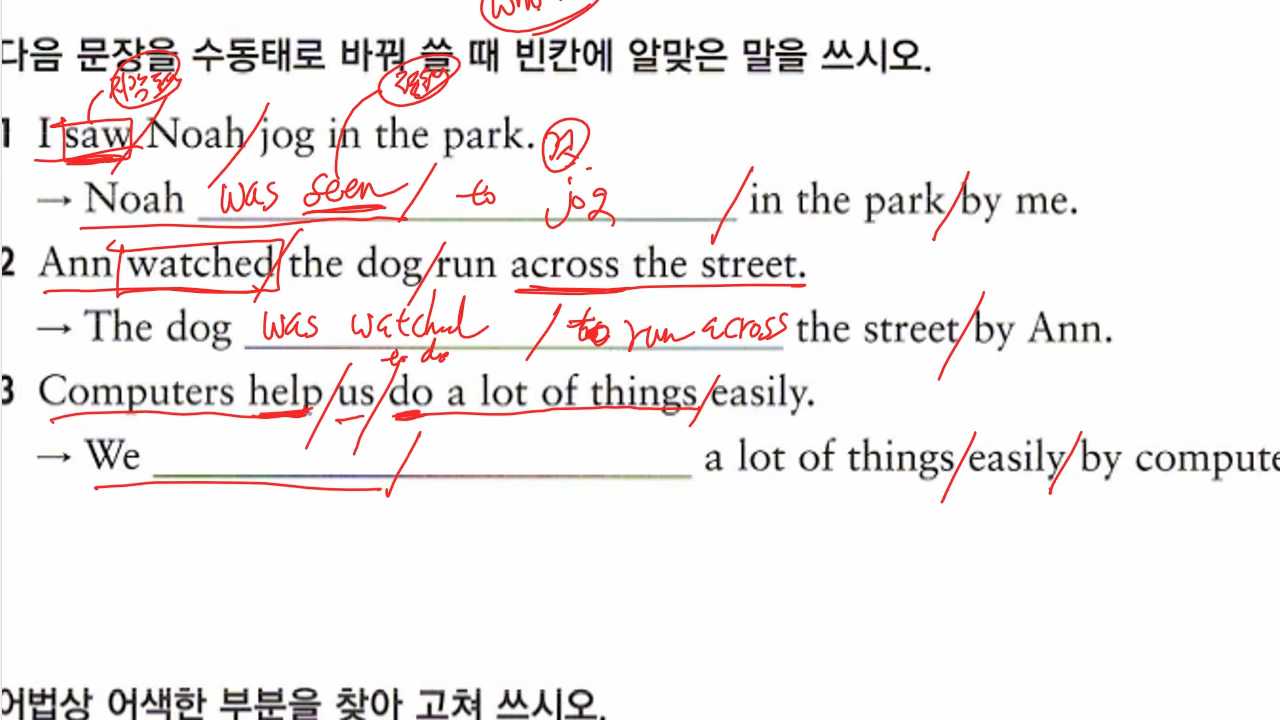 다음 문장을 수동태로 바꿔 쓸 때 빈칸에 알맞은 말을 쓰시오.
1 I saw Noah jog in the park.
→ Noah was seen to jog in the park by me.
2 Ann watched the dog run across the street.
→ The dog was watched to run across the street by Ann.
to do
3 Computers help us do a lot of things easily.
→ We a lot of things easily by compute
어법상 어색한 부분을 찾아 고쳐 쓰시오.